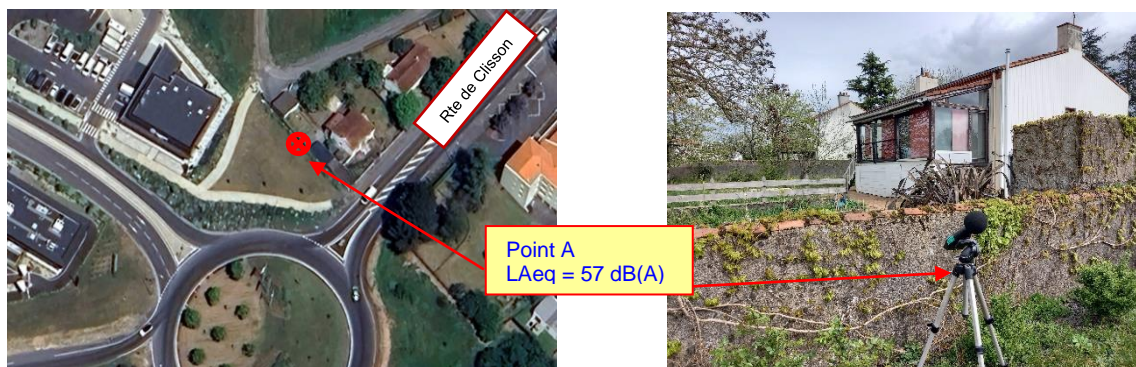 Rte de Clisson
Point A
LAeq = 57 dB(A)